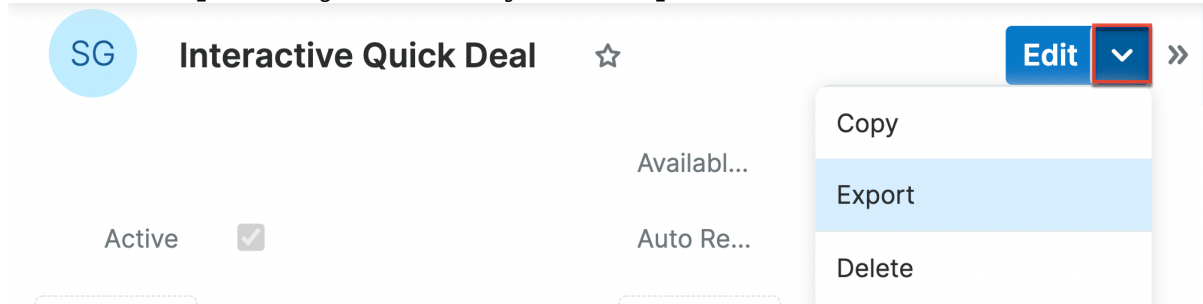 SG
Interactive Quick Deal
Edit
Copy
Availabl...
Export
Active
Auto Re...
Delete